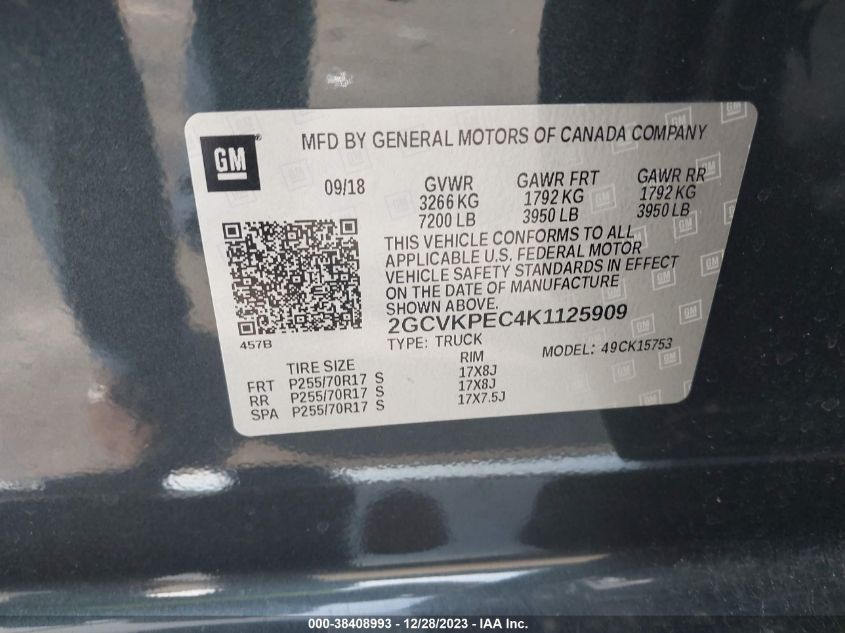 GM
MFD BY GENERAL MOTORS OF CANADA COMPANY
09/18 GVWR GAWR FRT GAWR RR
3266 KG 1792 KG 1792 KG
7200 LB 3950 LB 3950 LB
THIS VEHICLE CONFORMS TO ALL
APPLICABLE U.S. FEDERAL MOTOR
VEHICLE SAFETY STANDARDS IN EFFECT
ON THE DATE OF MANUFACTURE
SHOWN ABOVE.
2GCVKPEC4K1125909
457B
TYPE: TRUCK MODEL: 49CK15753
TIRE SIZE RIM
FRT P255/70R17 S 17X8J
RR P255/70R17 S 17X8J
SPA P255/70R17 S 17X7.5J
000-38408993 - 12/28/2023 - IAA Inc.